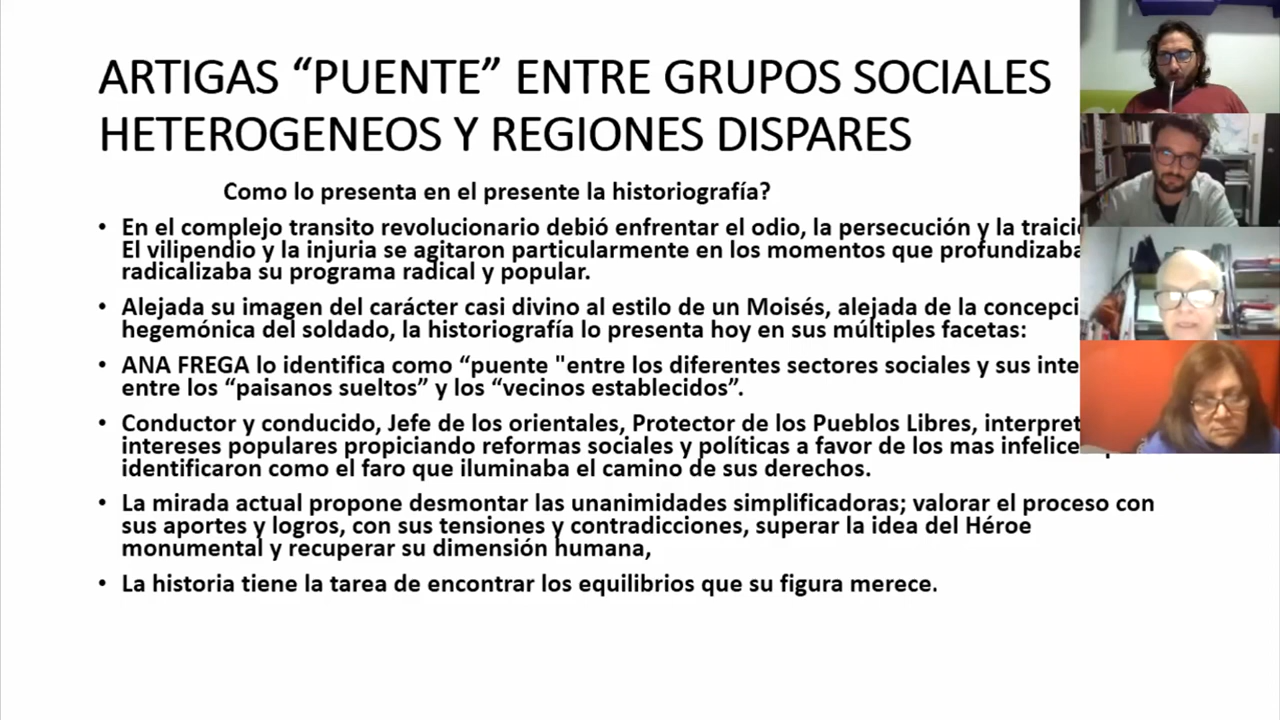 ARTIGAS “PUENTE” ENTRE GRUPOS SOCIALES
HETEROGENEOS Y REGIONES DISPARES
Como lo presenta en el presente la historiografía?
• En el complejo transito revolucionario debió enfrentar el odio, la persecución y la
El vilipendio y la injuria se agitaron particularmente en los momentos que
radicalizaba su programa radical y popular.
• Alejada su imagen del carácter casi divino al estilo de un Moisés, alejada de la
hegemónica del soldado, la historiografía lo presenta hoy en sus múltiples facetas:
• ANA FREGA lo identifica como “puente "entre los diferentes sectores sociales y sus
entre los “paisanos sueltos” y los “vecinos establecidos”.
• Conductor y conducido, Jefe de los orientales, Protector de los Pueblos Libres,
intereses populares propiciando reformas sociales y políticas a favor de los mas
identificaron como el faro que iluminaba el camino de sus derechos.
• La mirada actual propone desmontar las unanimidades simplificadoras; valorar el proceso con
sus aportes y logros, con sus tensiones y contradicciones, superar la idea del Héroe
monumental y recuperar su dimensión humana,
• La historia tiene la tarea de encontrar los equilibrios que su figura merece.